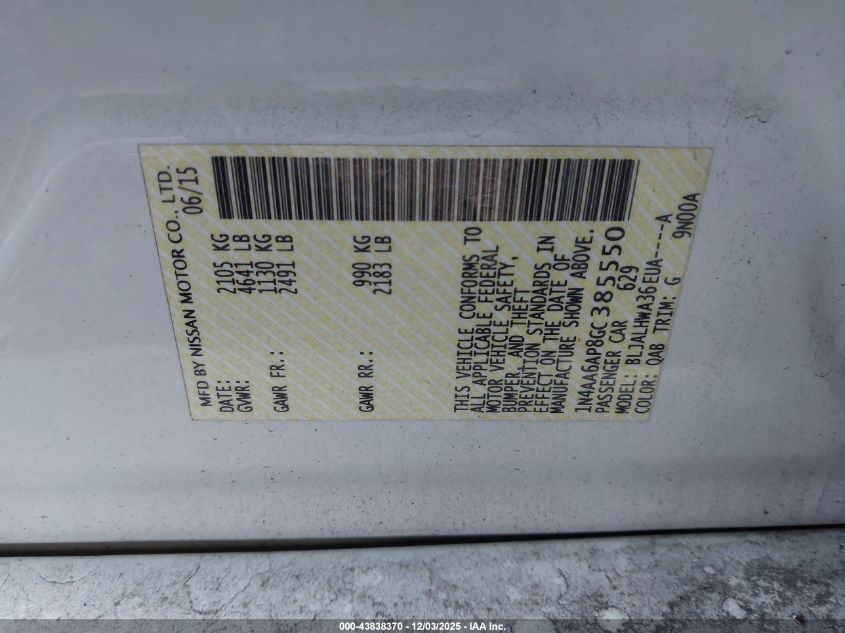 MFD BY NISSAN MOTOR CO., LTD.
DATE: 06/15
GVWR: 2105 KG
4641 LB
GAWR FR.: 1130 KG
2491 LB
GAWR RR.: 990 KG
2183 LB
THIS VEHICLE CONFORMS TO
ALL APPLICABLE FEDERAL
MOTOR VEHICLE SAFETY,
BUMPER, AND THEFT
PREVENTION STANDARDS IN
EFFECT ON THE DATE OF
MANUFACTURE SHOWN ABOVE.
1N4AA6AP8GC385550
PASSENGER CAR 629
MODEL: BL1ALHWA36EUA----A
COLOR: QAB TRIM: G 9N00A
000-43838370 - 12/03/2025 - IAA Inc.